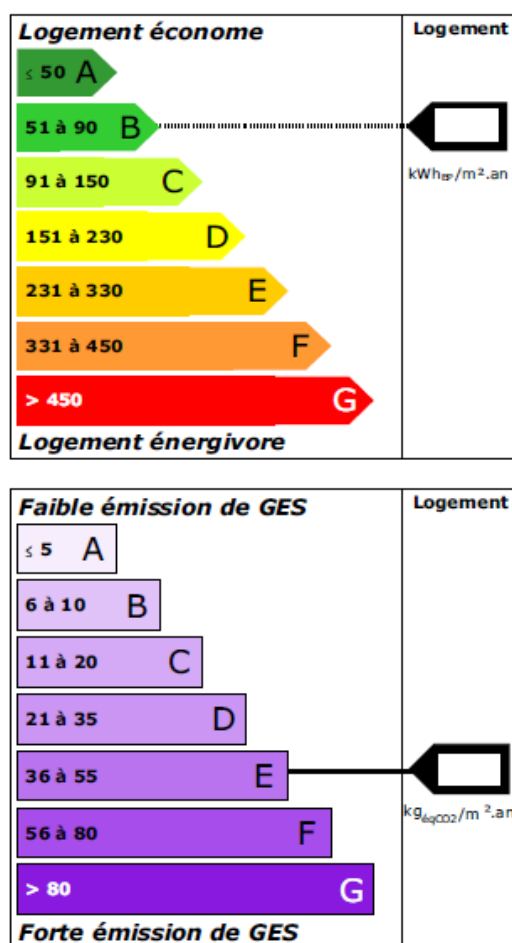 Logement économe
Logement
≤ 50 A
51 à 90 B
kWhEP/m².an
91 à 150 C
151 à 230 D
231 à 330 E
331 à 450 F
> 450 G
Logement énergivore
Faible émission de GES
Logement
≤ 5 A
6 à 10 B
11 à 20 C
21 à 35 D
36 à 55 E
kgéqCO2/m².an
56 à 80 F
> 80 G
Forte émission de GES